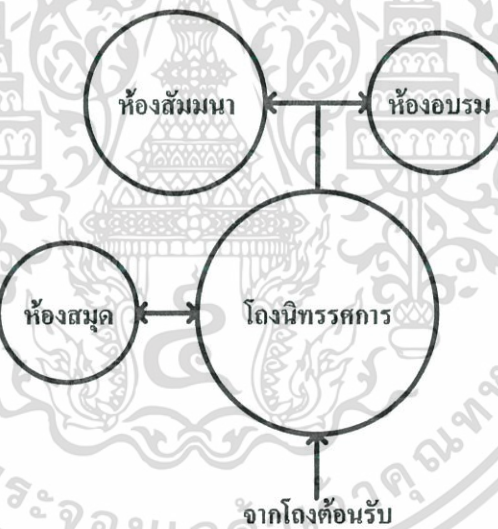 ห้องสัมมนา
ห้องอบรม
ห้องสมุด
โถงนิทรรศการ
จากโถงต้อนรับ